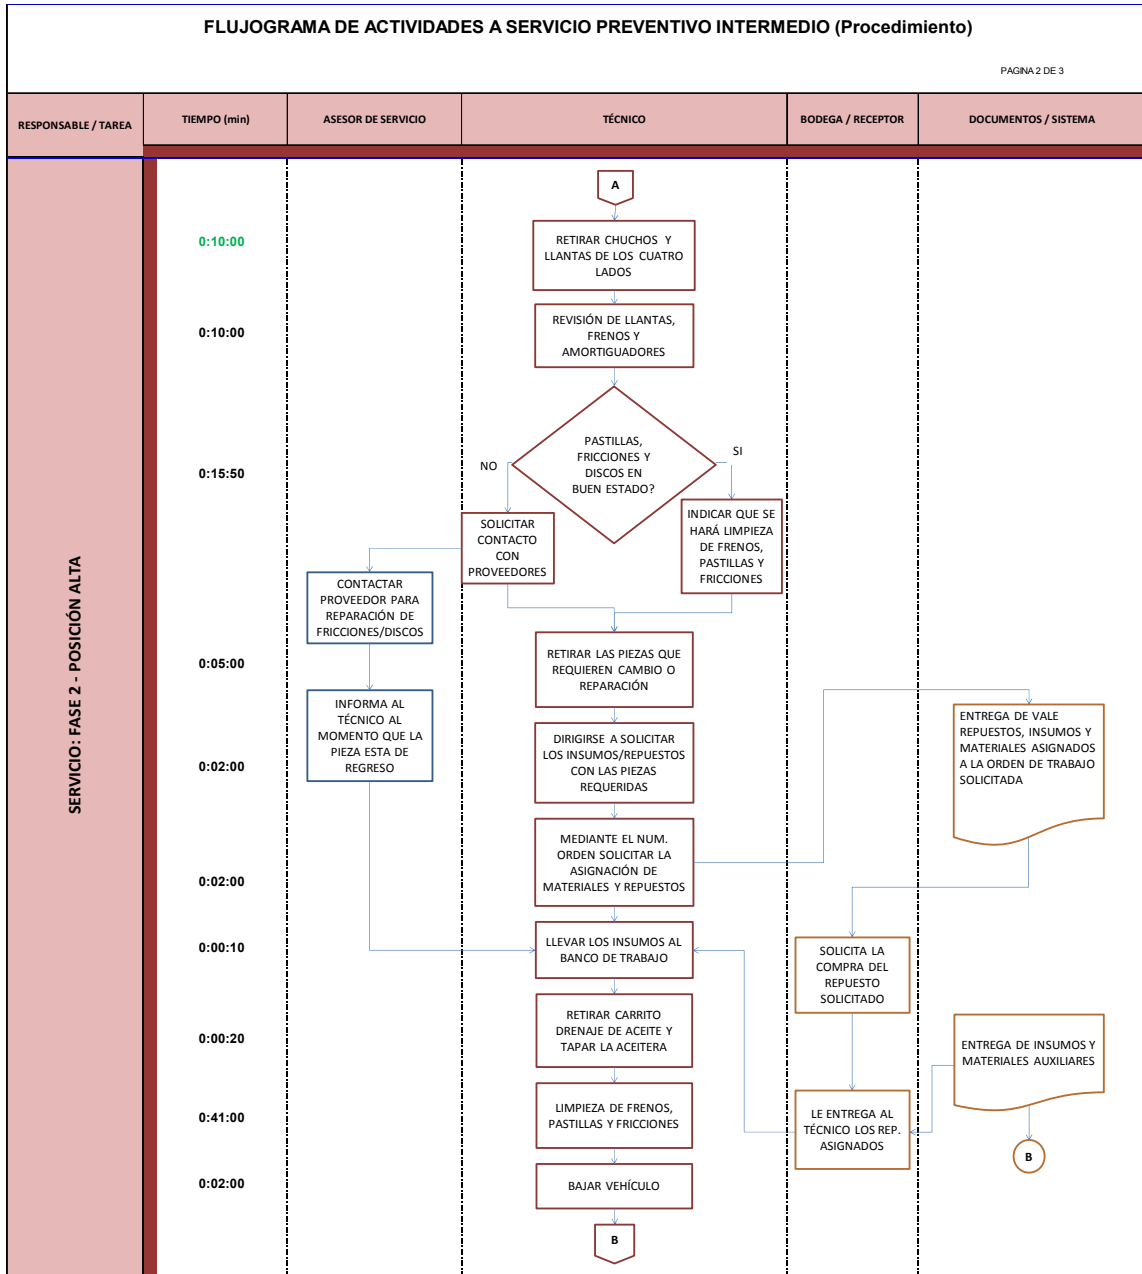 FLUJOGRAMA DE ACTIVIDADES A SERVICIO PREVENTIVO INTERMEDIO (Procedimiento)
PAGINA 2 DE 3
RESPONSABLE / TAREA
TIEMPO (min)
ASESOR DE SERVICIO
TÉCNICO
BODEGA / RECEPTOR
DOCUMENTOS / SISTEMA
SERVICIO: FASE 2 - POSICIÓN ALTA
A
0:10:00
RETIRAR CHUCHOS Y
LLANTAS DE LOS CUATRO
LADOS
0:10:00
REVISIÓN DE LLANTAS,
FRENOS Y
AMORTIGUADORES
0:15:50
PASTILLAS,
FRICCIONES Y
DISCOS EN
BUEN ESTADO?
NO
SI
SOLICITAR
CONTACTO
CON
PROVEEDORES
INDICAR QUE SE
HARÁ LIMPIEZA
DE FRENOS,
PASTILLAS Y
FRICCIONES
CONTACTAR
PROVEEDOR PARA
REPARACIÓN DE
FRICCIONES/DISCOS
0:05:00
RETIRAR LAS PIEZAS QUE
REQUIEREN CAMBIO O
REPARACIÓN
INFORMA AL
TÉCNICO AL
MOMENTO QUE LA
PIEZA ESTA DE
REGRESO
0:02:00
DIRIGIRSE A SOLICITAR
LOS INSUMOS/REPUESTOS
CON LAS PIEZAS
REQUERIDAS
ENTREGA DE VALE
REPUESTOS, INSUMOS Y
MATERIALES ASIGNADOS
A LA ORDEN DE TRABAJO
SOLICITADA
0:02:00
MEDIANTE EL NUM.
ORDEN SOLICITAR LA
ASIGNACIÓN DE
MATERIALES Y REPUESTOS
0:00:10
LLEVAR LOS INSUMOS AL
BANCO DE TRABAJO
SOLICITA LA
COMPRA DEL
REPUESTO
SOLICITADO
0:00:20
RETIRAR CARRITO
DRENAJE DE ACEITE Y
TAPAR LA ACEITERA
ENTREGA DE INSUMOS Y
MATERIALES AUXILIARES
0:41:00
LIMPIEZA DE FRENOS,
PASTILLAS Y FRICCIONES
LE ENTREGA AL
TÉCNICO LOS REP.
ASIGNADOS
B
0:02:00
BAJAR VEHÍCULO
B